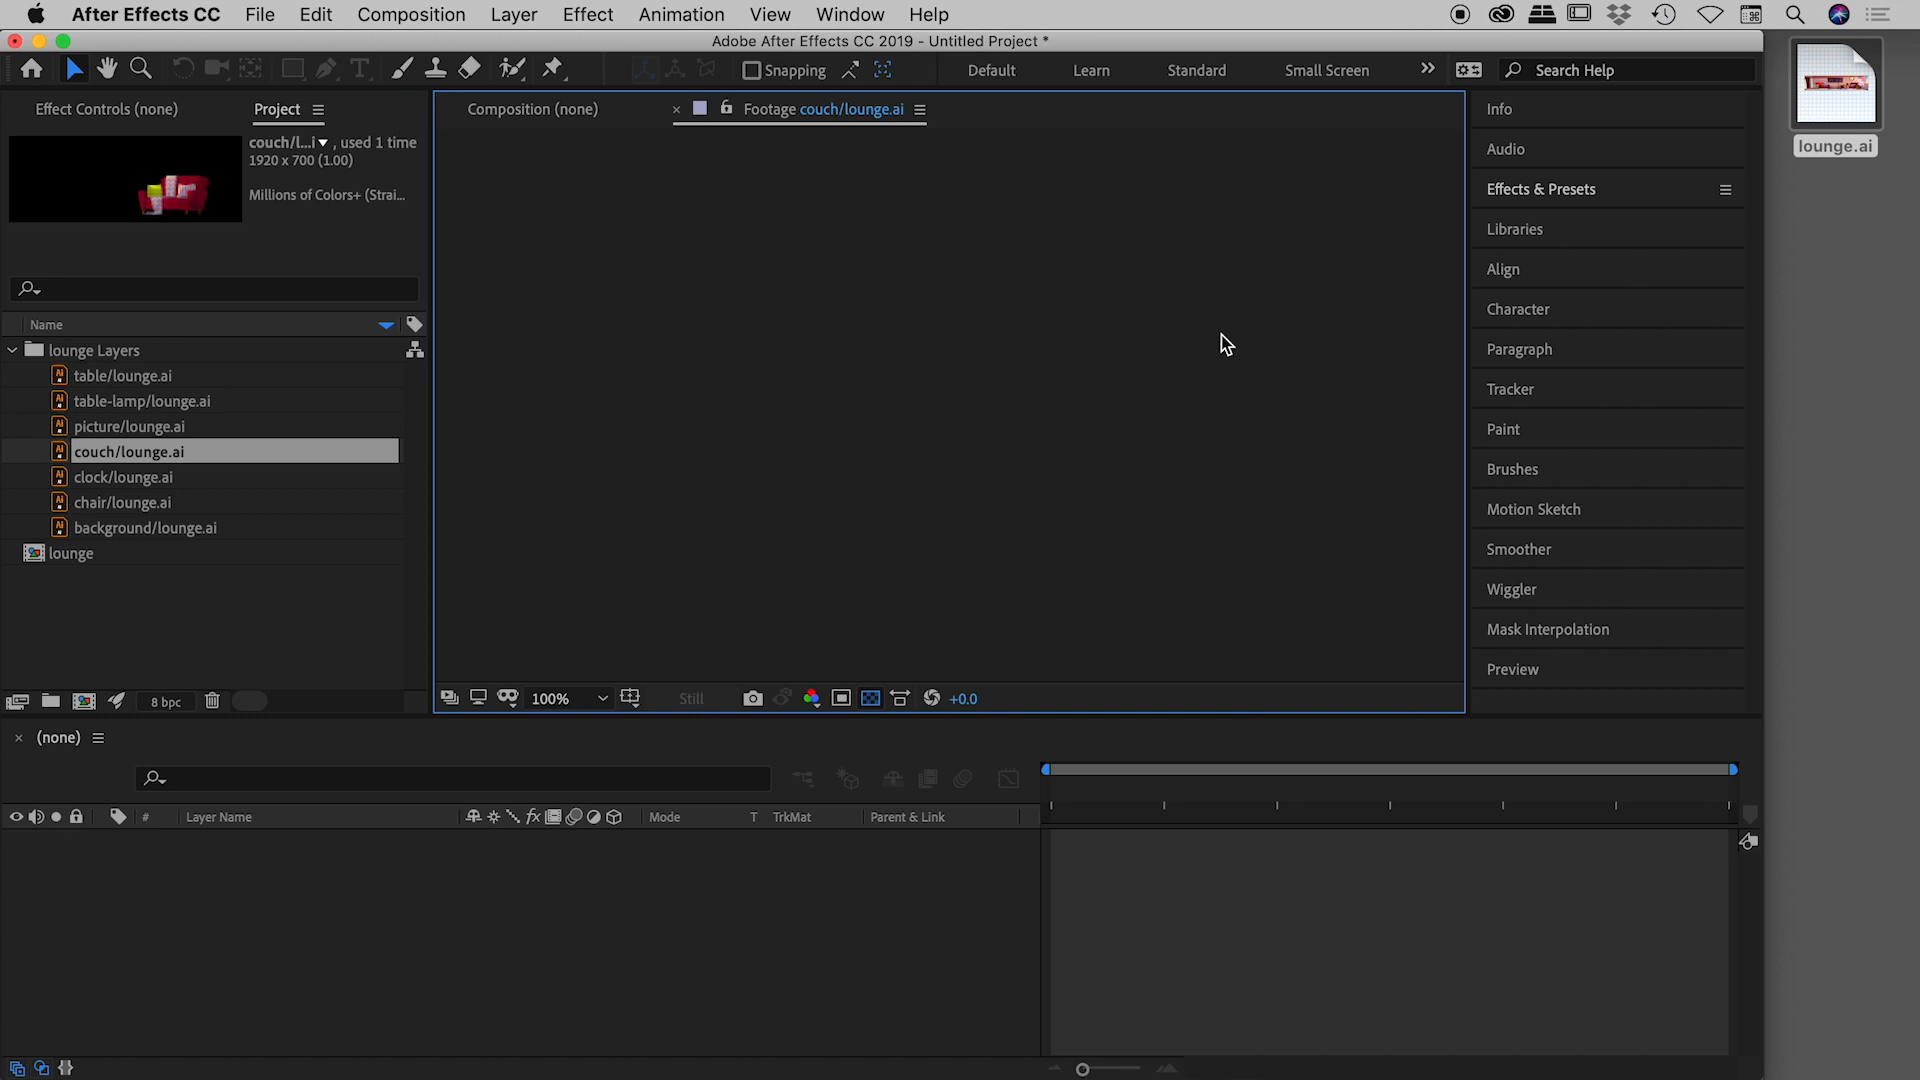 After Effects CC File Edit Composition Layer Effect Animation View Window Help
Adobe After Effects CC 2019 - Untitled Project *
Snapping Default Learn Standard Small Screen Search Help
Effect Controls (none) Project
Composition (none) Footage couch/lounge.ai
couch/l...i , used 1 time
1920 x 700 (1.00)
Millions of Colors+ (Strai...
Name
lounge Layers
table/lounge.ai
table-lamp/lounge.ai
picture/lounge.ai
couch/lounge.ai
clock/lounge.ai
chair/lounge.ai
background/lounge.ai
lounge
8 bpc
100% Still +0.0
Info
Audio
Effects & Presets
Libraries
Align
Character
Paragraph
Tracker
Paint
Brushes
Motion Sketch
Smoother
Wiggler
Mask Interpolation
Preview
lounge.ai
(none)
# Layer Name fx Mode T TrkMat Parent & Link